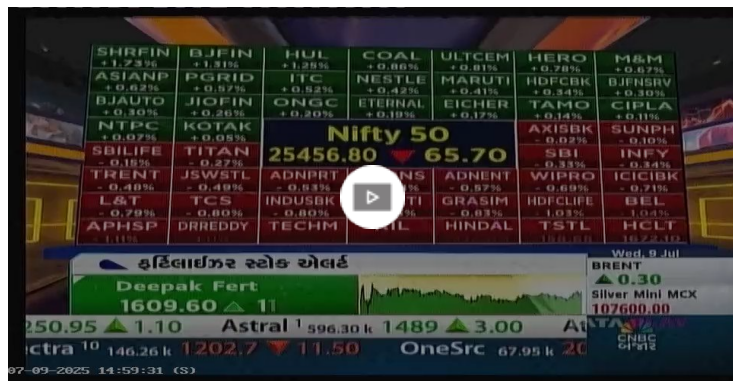 SHRFIN BJFIN HUL COAL ULTCEM HERO M&M
+1.73% +1.31% +1.25% +0.86% +0.81% +0.78% +0.67%
ASIANP PGRID ITC NESTLE MARUTI HDFCBK BJFNSRV
+0.62% +0.57% +0.52% +0.42% +0.41% +0.34% +0.30%
BJAUTO JIOFIN ONGC ETERNAL EICHER TAMO CIPLA
+0.30% +0.26% +0.20% +0.19% +0.17% +0.14% +0.11%
NTPC KOTAK Nifty 50 AXISBK SUNPH
+0.07% +0.05% -0.02% -0.10%
SBILIFE TITAN 25456.80 ▼ 65.70 SBI INFY
-0.15% -0.27% -0.33% -0.34%
TRENT JSWSTL ADNPRT ADNENT WIPRO ICICIBK
-0.48% -0.49% -0.53% -0.57% -0.69% -0.71%
L&T TCS INDUSBK GRASIM HDFCLIFE BEL
-0.79% -0.80% -0.80% -0.83% -1.03% -1.04%
APHSP DRREDDY TECHM HINDAL TSTL HCLT
Wed, 9 Jul
ફર્ટિલાઈઝર સ્ટોક એલર્ટ
BRENT
▲ 0.30
Deepak Fert
Silver Mini MCX
1609.60 ▲ 11
107600.00
250.95 ▲ 1.10 Astral 1 596.30 k 1489 ▲ 3.00
CNBC
બજાર
ectra 10 146.26 k 1202.7 ▼ 11.50 OneSrc 67.95 k
07-09-2025 14:59:31 (S)